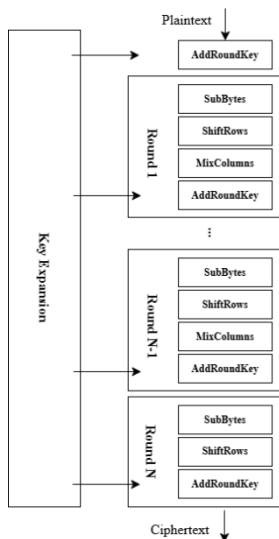 Plaintext
AddRoundKey
Key Expansion
Round 1
SubBytes
ShiftRows
MixColumns
AddRoundKey
...
Round N-1
SubBytes
ShiftRows
MixColumns
AddRoundKey
Round N
SubBytes
ShiftRows
AddRoundKey
Ciphertext